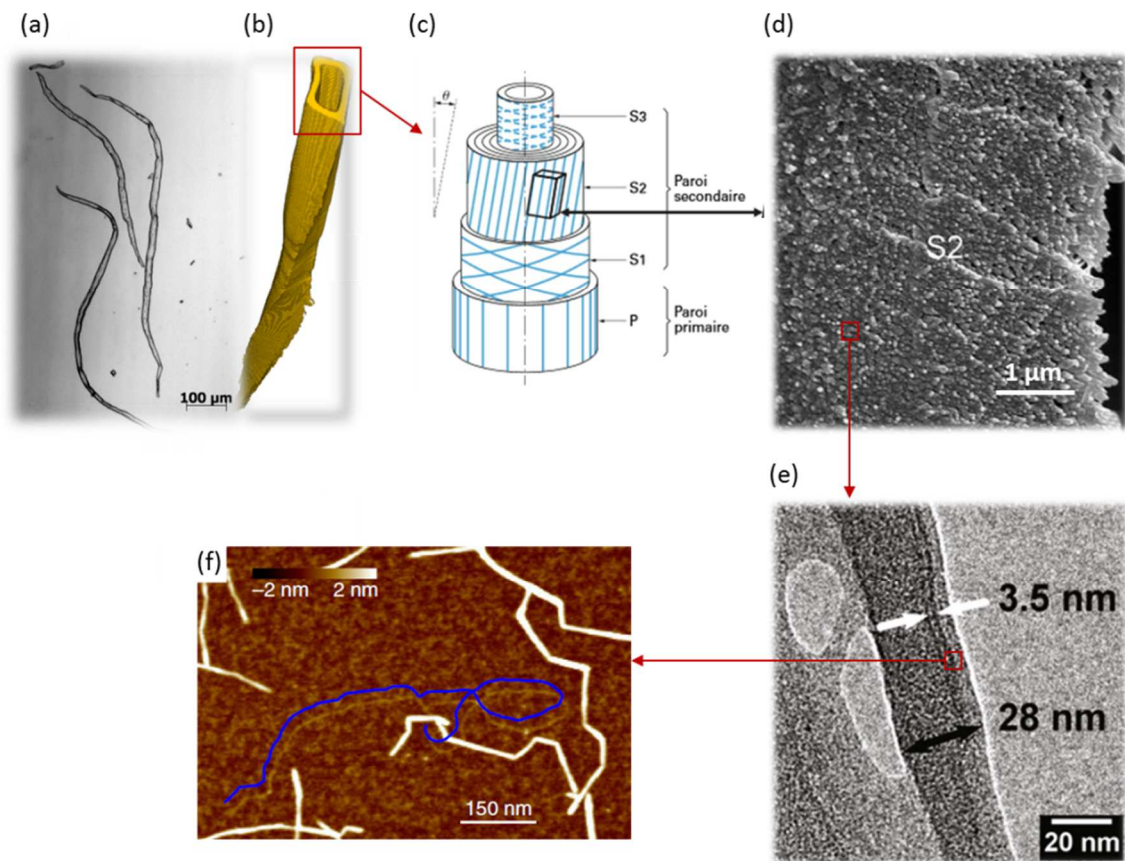 (a)
(b)
(c)
(d)
100 µm
θ
S3
S2
S1
P
Paroi
secondaire
Paroi
primaire
S2
1 µm
(e)
3.5 nm
28 nm
20 nm
(f)
−2 nm 2 nm
150 nm